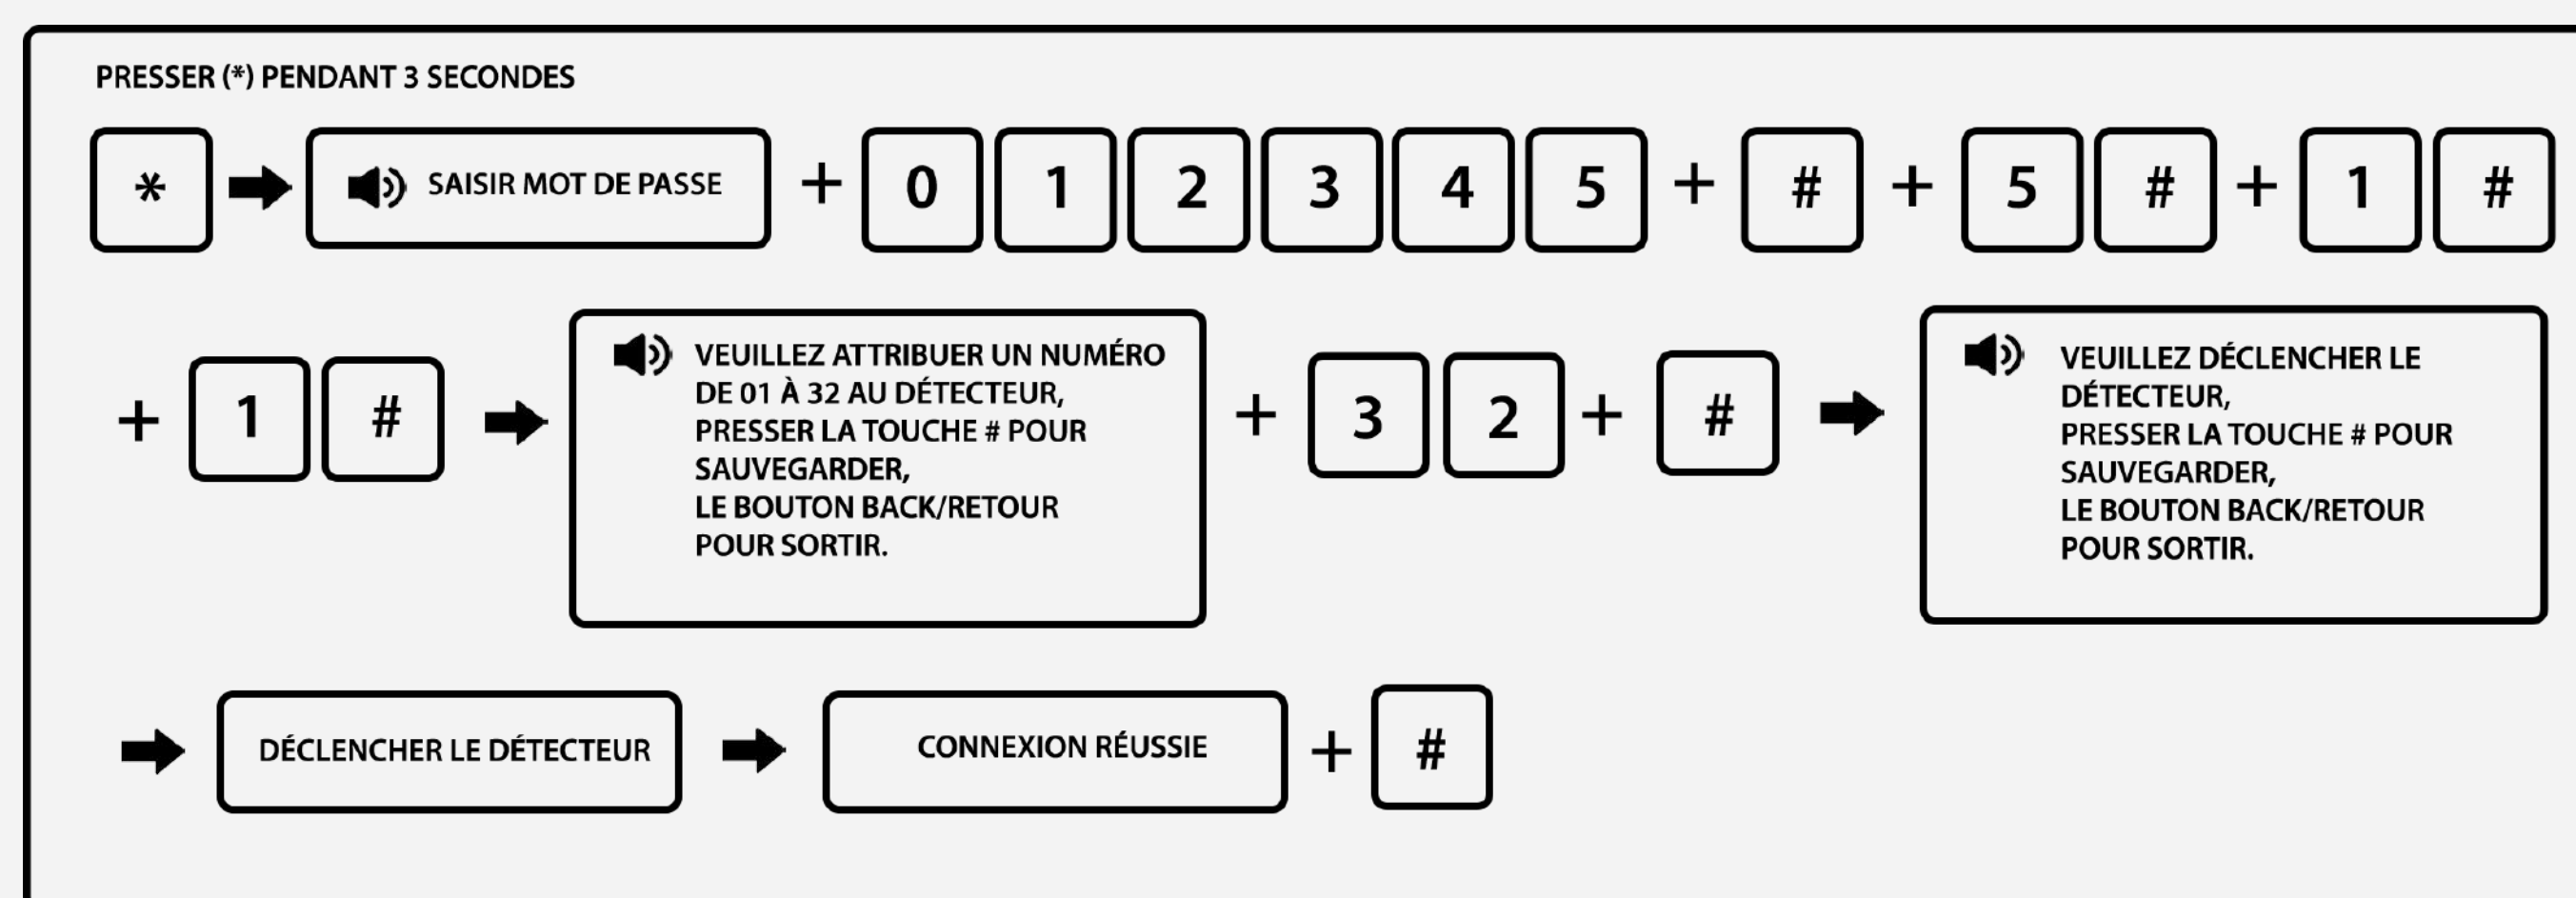 PRESSER (*) PENDANT 3 SECONDES
* SAISIR MOT DE PASSE + 0 1 2 3 4 5 + # + 5 # + 1 #
+ 1 #
VEUILLEZ ATTRIBUER UN NUMÉRO
DE 01 À 32 AU DÉTECTEUR,
PRESSER LA TOUCHE # POUR
SAUVEGARDER,
LE BOUTON BACK/RETOUR
POUR SORTIR.
+ 3 2 + #
VEUILLEZ DÉCLENCHER LE
DÉTECTEUR,
PRESSER LA TOUCHE # POUR
SAUVEGARDER,
LE BOUTON BACK/RETOUR
POUR SORTIR.
DÉCLENCHER LE DÉTECTEUR CONNEXION RÉUSSIE + #